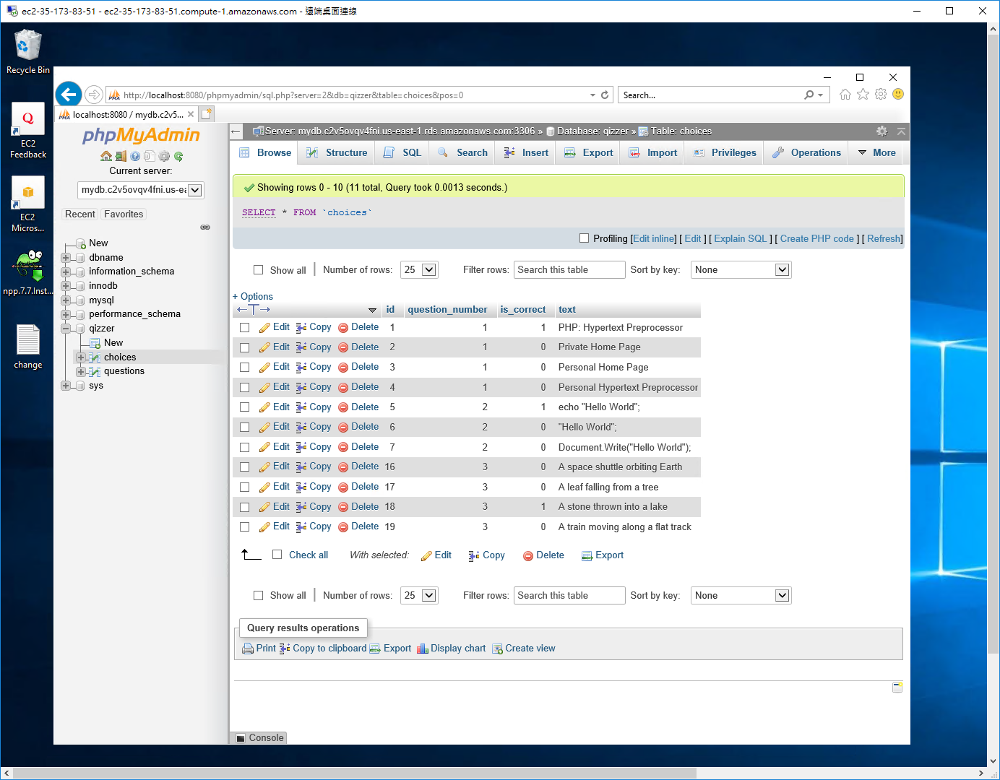 ec2-35-173-83-51 - ec2-35-173-83-51.compute-1.amazonaws.com - 遠端桌面連線
Recycle Bin
EC2
Feedback
EC2
Micros...
npp.7.7.Inst...
change
http://localhost:8080/phpmyadmin/sql.php?server=2&db=qizzer&table=choices&pos=0
Search...
localhost:8080 / mydb.c2v5...
phpMyAdmin
Current server:
mydb.c2v5ovqv4fni.us-ea
Recent Favorites
New
dbname
information_schema
innodb
mysql
performance_schema
qizzer
New
choices
questions
sys
Server: mydb.c2v5ovqv4fni.us-east-1.rds.amazonaws.com:3306 » Database: qizzer » Table: choices
Browse Structure SQL Search Insert Export Import Privileges Operations More
Showing rows 0 - 10 (11 total, Query took 0.0013 seconds.)
SELECT * FROM `choices`
Profiling [Edit inline] [ Edit ] [ Explain SQL ] [ Create PHP code ] [ Refresh]
Show all Number of rows: 25 Filter rows: Search this table Sort by key: None
+ Options
id question_number is_correct text
Edit Copy Delete 1 1 1 PHP: Hypertext Preprocessor
Edit Copy Delete 2 1 0 Private Home Page
Edit Copy Delete 3 1 0 Personal Home Page
Edit Copy Delete 4 1 0 Personal Hypertext Preprocessor
Edit Copy Delete 5 2 1 echo "Hello World";
Edit Copy Delete 6 2 0 "Hello World";
Edit Copy Delete 7 2 0 Document.Write("Hello World");
Edit Copy Delete 16 3 0 A space shuttle orbiting Earth
Edit Copy Delete 17 3 0 A leaf falling from a tree
Edit Copy Delete 18 3 1 A stone thrown into a lake
Edit Copy Delete 19 3 0 A train moving along a flat track
Check all With selected: Edit Copy Delete Export
Show all Number of rows: 25 Filter rows: Search this table Sort by key: None
Query results operations
Print Copy to clipboard Export Display chart Create view
Console